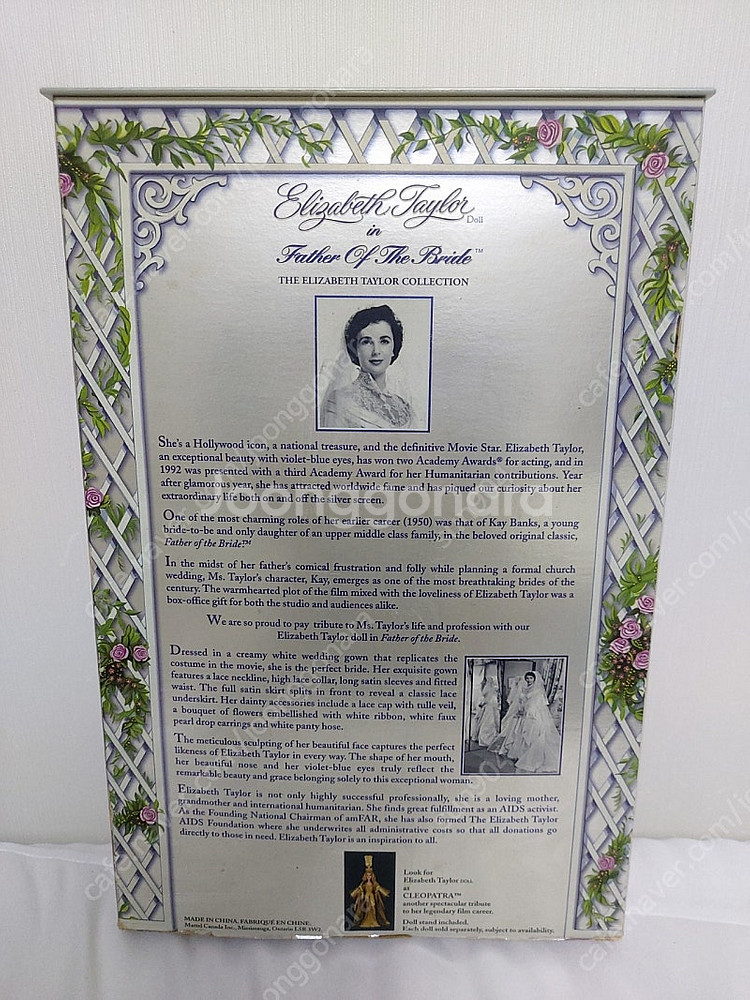 Elizabeth Taylor Doll
in
Father Of The Bride™
THE ELIZABETH TAYLOR COLLECTION
She's a Hollywood icon, a national treasure, and the definitive Movie Star. Elizabeth Taylor,
an exceptional beauty with violet-blue eyes, has won two Academy Awards® for acting, and in
1992 was presented with a third Academy Award for her Humanitarian contributions. Year
after glamorous year, she has attracted worldwide fame and has piqued our curiosity about her
extraordinary life both on and off the silver screen.
One of the most charming roles of her earlier career (1950) was that of Kay Banks, a young
bride-to-be and only daughter of an upper middle class family, in the beloved original classic,
Father of the Bride™
In the midst of her father's comical frustration and folly while planning a formal church
wedding, Ms. Taylor's character, Kay, emerges as one of the most breathtaking brides of the
century. The warmhearted plot of the film mixed with the loveliness of Elizabeth Taylor was a
box-office gift for both the studio and audiences alike.
We are so proud to pay tribute to Ms. Taylor's life and profession with our
Elizabeth Taylor doll in Father of the Bride.
Dressed in a creamy white wedding gown that replicates the
costume in the movie, she is the perfect bride. Her exquisite gown
features a lace neckline, high lace collar, long satin sleeves and fitted
waist. The full satin skirt splits in front to reveal a classic lace
underskirt. Her dainty accessories include a lace cap with tulle veil,
a bouquet of flowers embellished with white ribbon, white faux
pearl drop earrings and white panty hose.
The meticulous sculpting of her beautiful face captures the perfect
likeness of Elizabeth Taylor in every way. The shape of her mouth,
her beautiful nose and her violet-blue eyes truly reflect the
remarkable beauty and grace belonging solely to this exceptional woman.
Elizabeth Taylor is not only highly successful professionally, she is a loving mother,
grandmother and international humanitarian. She finds great fulfillment as an AIDS activist.
As the Founding National Chairman of amFAR, she has also formed The Elizabeth Taylor
AIDS Foundation where she underwrites all administrative costs so that all donations go
directly to those in need. Elizabeth Taylor is an inspiration to all.
Look for
Elizabeth Taylor DOLL
as
CLEOPATRA™
another spectacular tribute
to her legendary film career.
Doll stand included.
Each doll sold separately, subject to availability.
MADE IN CHINA. FABRIQUÉ EN CHINE.
Mattel Canada Inc., Mississauga, Ontario L5R 3W2
joonggonara